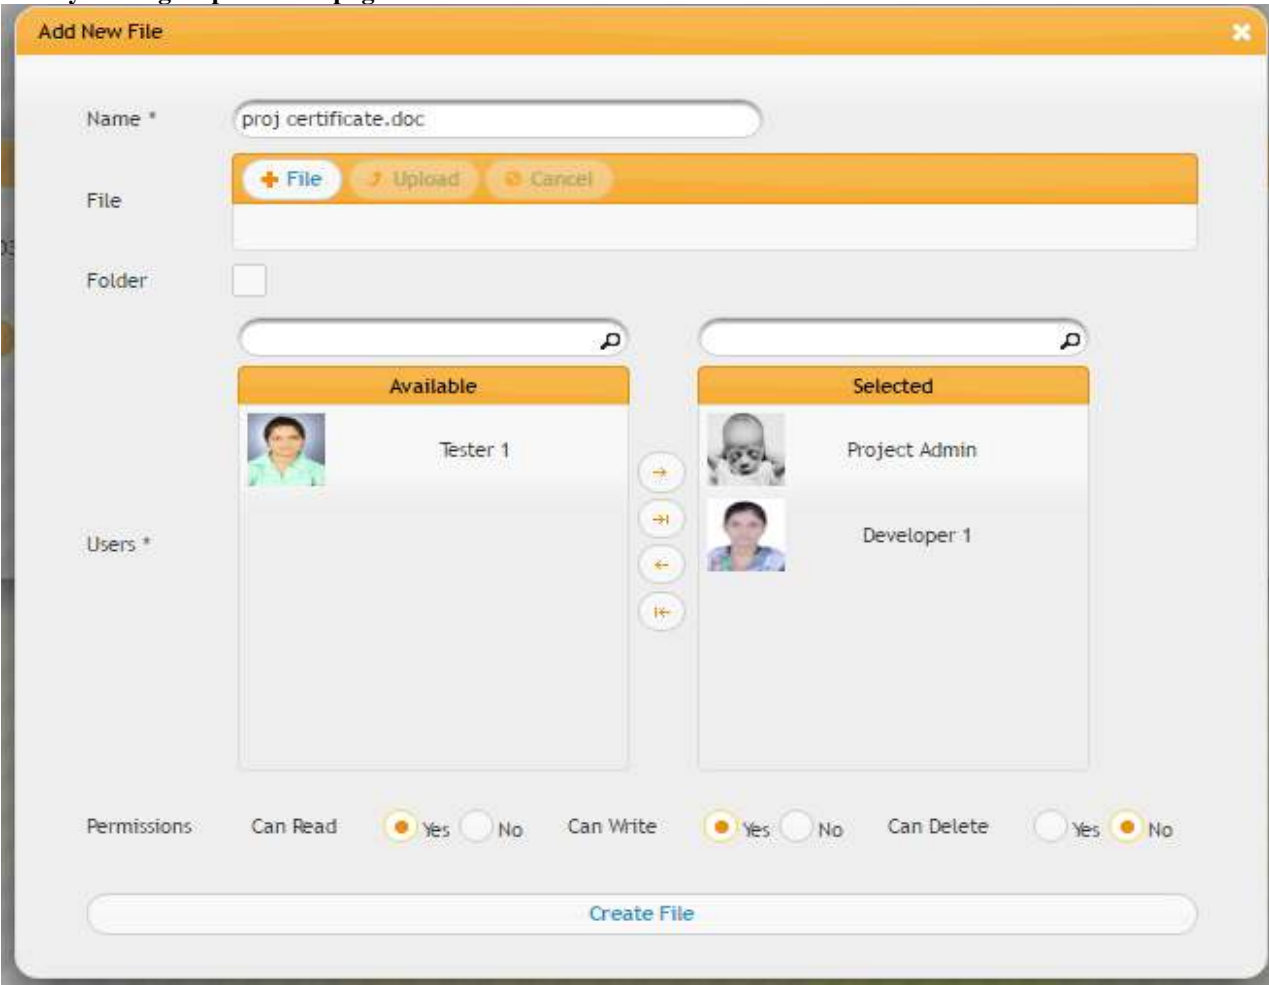 Add New File
Name *
proj certificate.doc
File
File Upload Cancel
Folder
Available
Selected
Tester 1
Project Admin
Developer 1
Users *
Permissions Can Read Yes No Can Write Yes No Can Delete Yes No
Create File